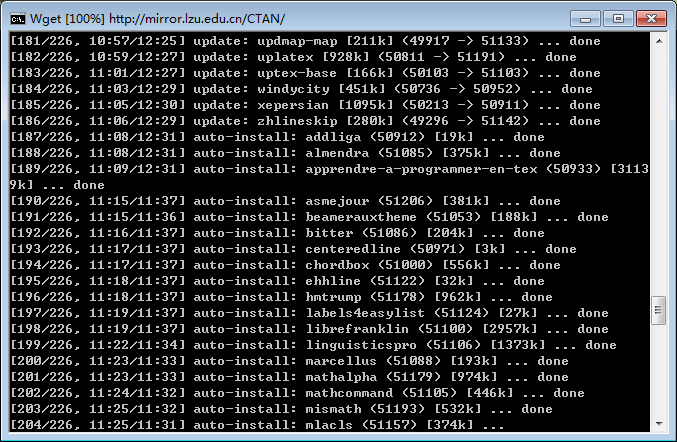 Wget [100%] http://mirror.lzu.edu.cn/CTAN/
[181/226, 10:57/12:25] update: updmap-map [211k] (49917 -> 51133) ... done
[182/226, 10:59/12:27] update: uplatex [928k] (50811 -> 51191) ... done
[183/226, 11:01/12:27] update: uptex-base [166k] (50103 -> 51103) ... done
[184/226, 11:03/12:29] update: windycity [451k] (50736 -> 50952) ... done
[185/226, 11:05/12:30] update: xepersian [1095k] (50213 -> 50911) ... done
[186/226, 11:06/12:29] update: zhlineskip [280k] (49296 -> 51142) ... done
[187/226, 11:08/12:31] auto-install: addliga (50912) [19k] ... done
[188/226, 11:08/12:31] auto-install: almendra (51085) [375k] ... done
[189/226, 11:09/12:31] auto-install: apprendre-a-programmer-en-tex (50933) [3113
9k] ... done
[190/226, 11:15/11:37] auto-install: asmejour (51206) [381k] ... done
[191/226, 11:15/11:36] auto-install: beamerauxtheme (51053) [188k] ... done
[192/226, 11:16/11:37] auto-install: bitter (51086) [204k] ... done
[193/226, 11:17/11:37] auto-install: centeredline (50971) [3k] ... done
[194/226, 11:17/11:37] auto-install: chordbox (51000) [556k] ... done
[195/226, 11:18/11:37] auto-install: ehhline (51122) [32k] ... done
[196/226, 11:18/11:37] auto-install: hmtrump (51178) [962k] ... done
[197/226, 11:19/11:37] auto-install: labels4easylist (51124) [27k] ... done
[198/226, 11:19/11:37] auto-install: librefranklin (51100) [2957k] ... done
[199/226, 11:22/11:34] auto-install: linguisticspro (51106) [1373k] ... done
[200/226, 11:23/11:33] auto-install: marcellus (51088) [193k] ... done
[201/226, 11:23/11:33] auto-install: mathalpha (51179) [974k] ... done
[202/226, 11:24/11:32] auto-install: mathcommand (51105) [446k] ... done
[203/226, 11:25/11:32] auto-install: mismath (51193) [532k] ... done
[204/226, 11:25/11:31] auto-install: mlacls (51157) [374k] ...